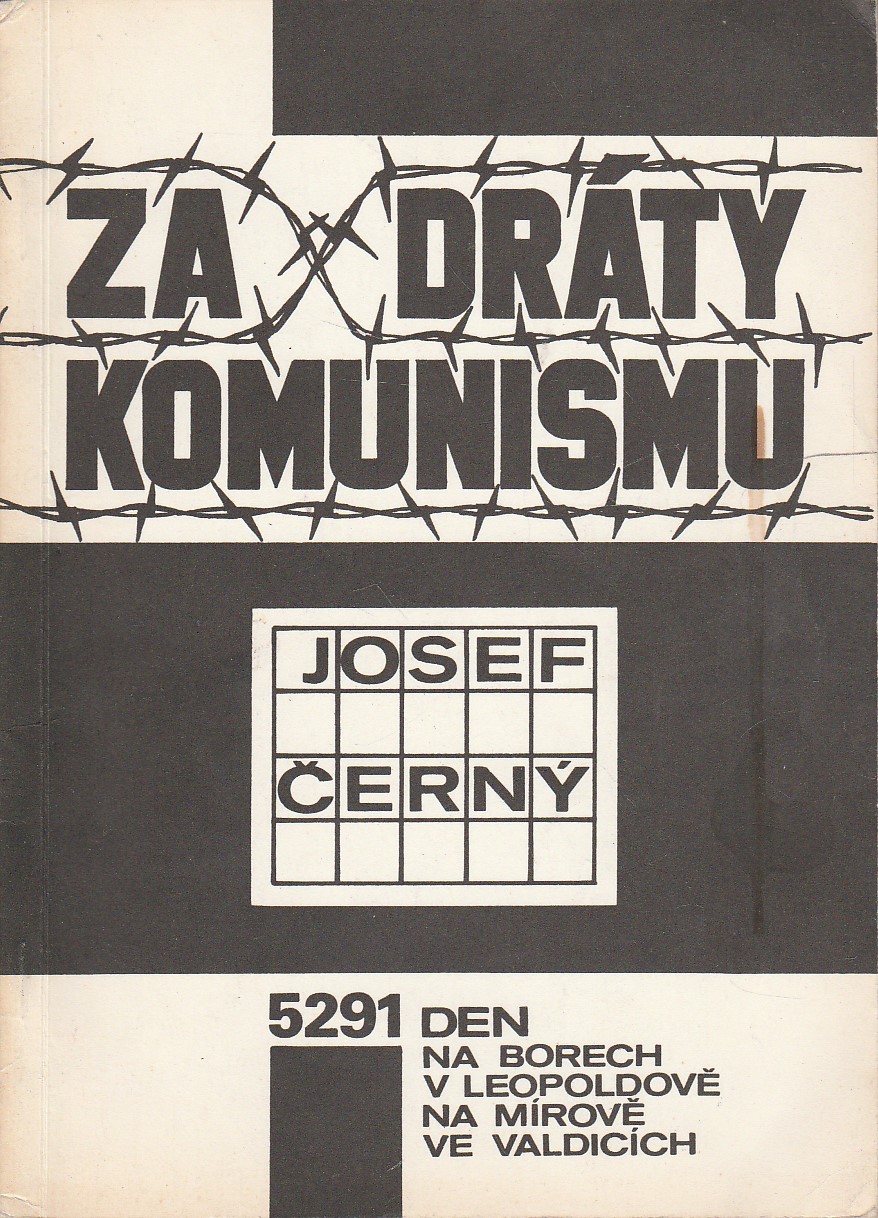 ZA DRÁTY
KOMUNISMU
JOSEF
ČERNÝ
5291 DEN
NA BORECH
V LEOPOLDOVĚ
NA MÍROVĚ
VE VALDICÍCH